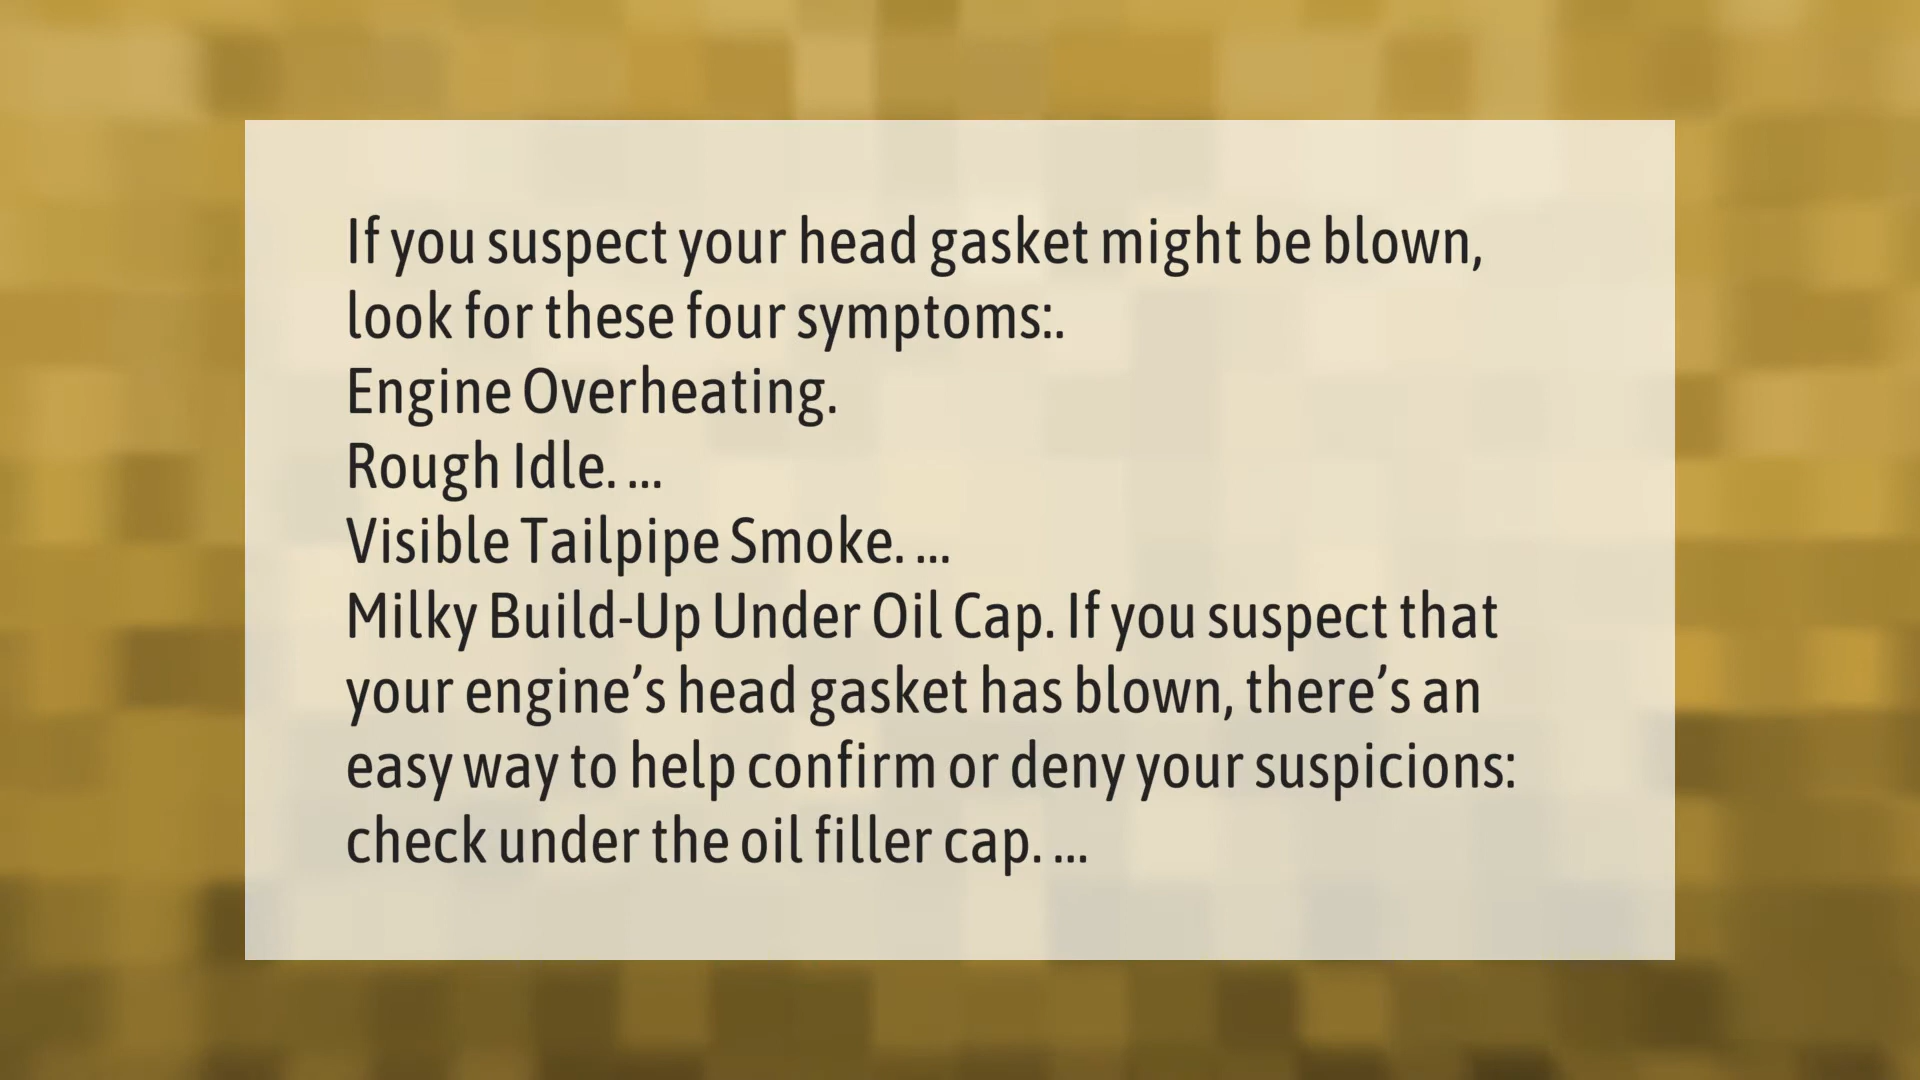 If you suspect your head gasket might be blown,
look for these four symptoms:.
Engine Overheating.
Rough Idle. ...
Visible Tailpipe Smoke. ...
Milky Build-Up Under Oil Cap. If you suspect that
your engine’s head gasket has blown, there’s an
easy way to help confirm or deny your suspicions:
check under the oil filler cap. ...